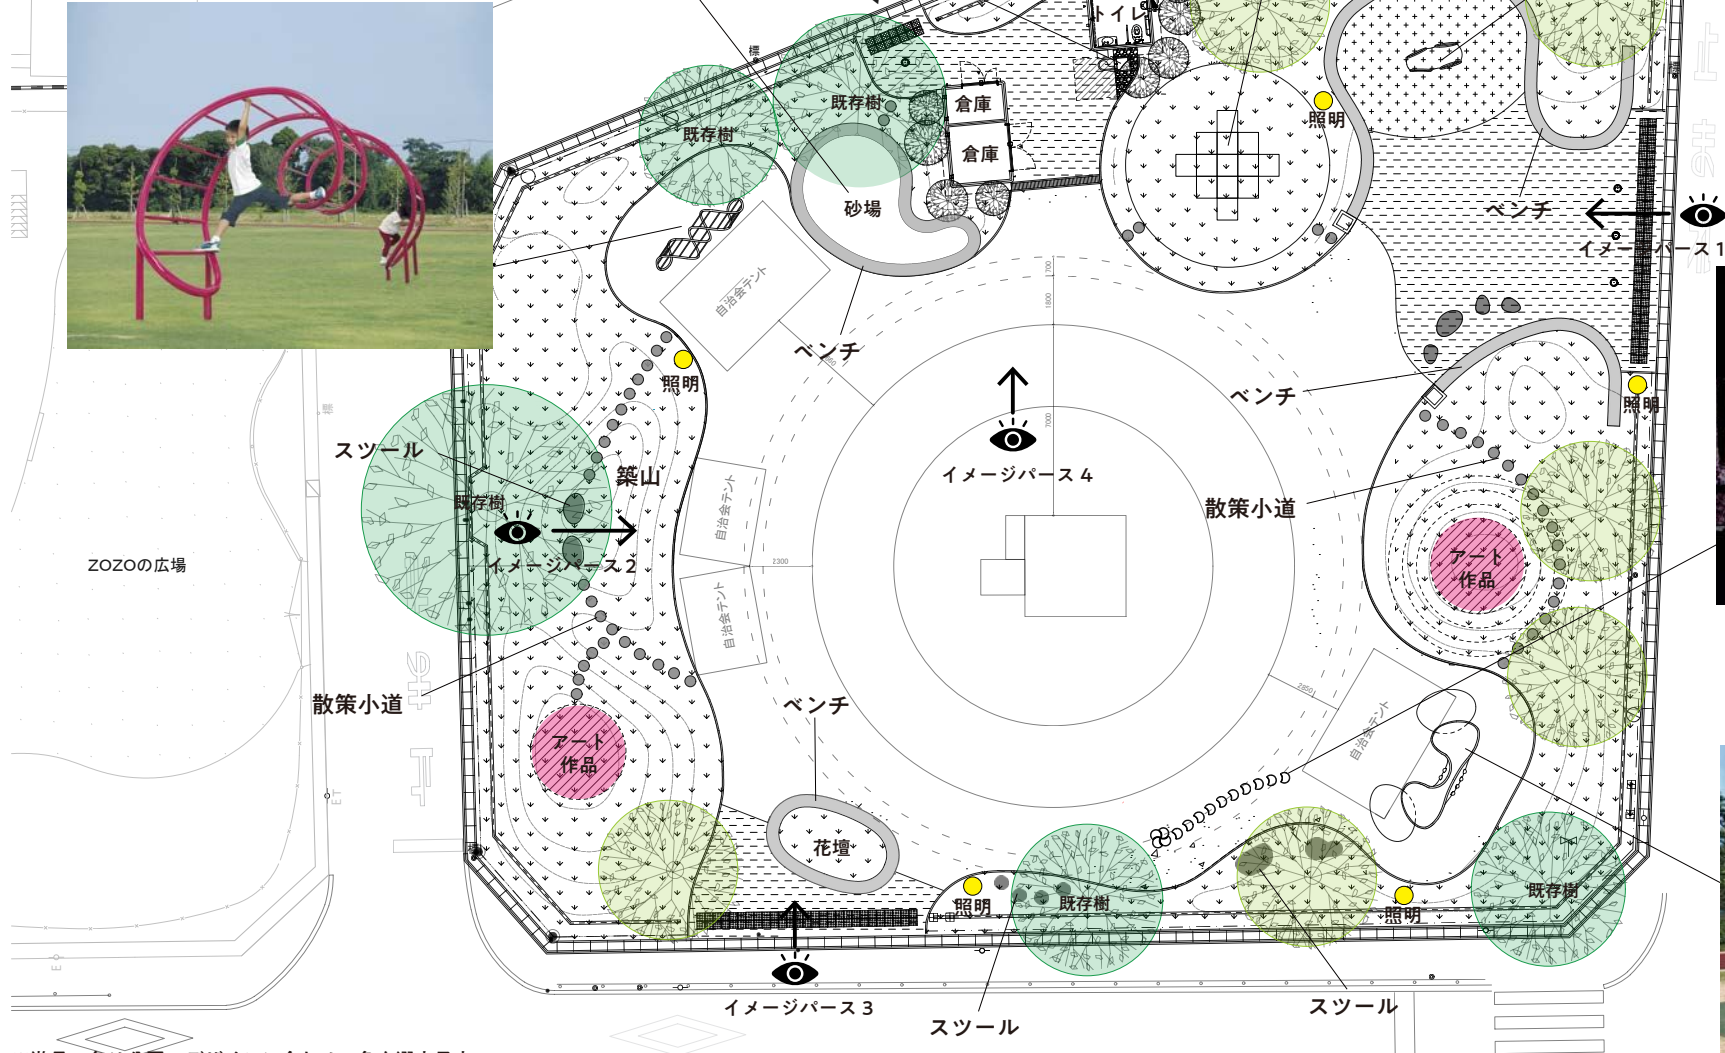 トイレ
標
既存樹
既存樹
倉庫
倉庫
照明
砂場
ベンチ
イメージパース1
自治会テント
1700
1800
ベンチ
照明
ベンチ
照明
7000
スツール
築山
イメージパース4
既存樹
散策小道
自治会テント
イメージパース2
ZOZOの広場
2300
アート
作品
自治会テント
散策小道
ベンチ
自治会テント
アート
作品
花壇
照明
既存樹
照明
既存樹
イメージパース3
スツール
スツール